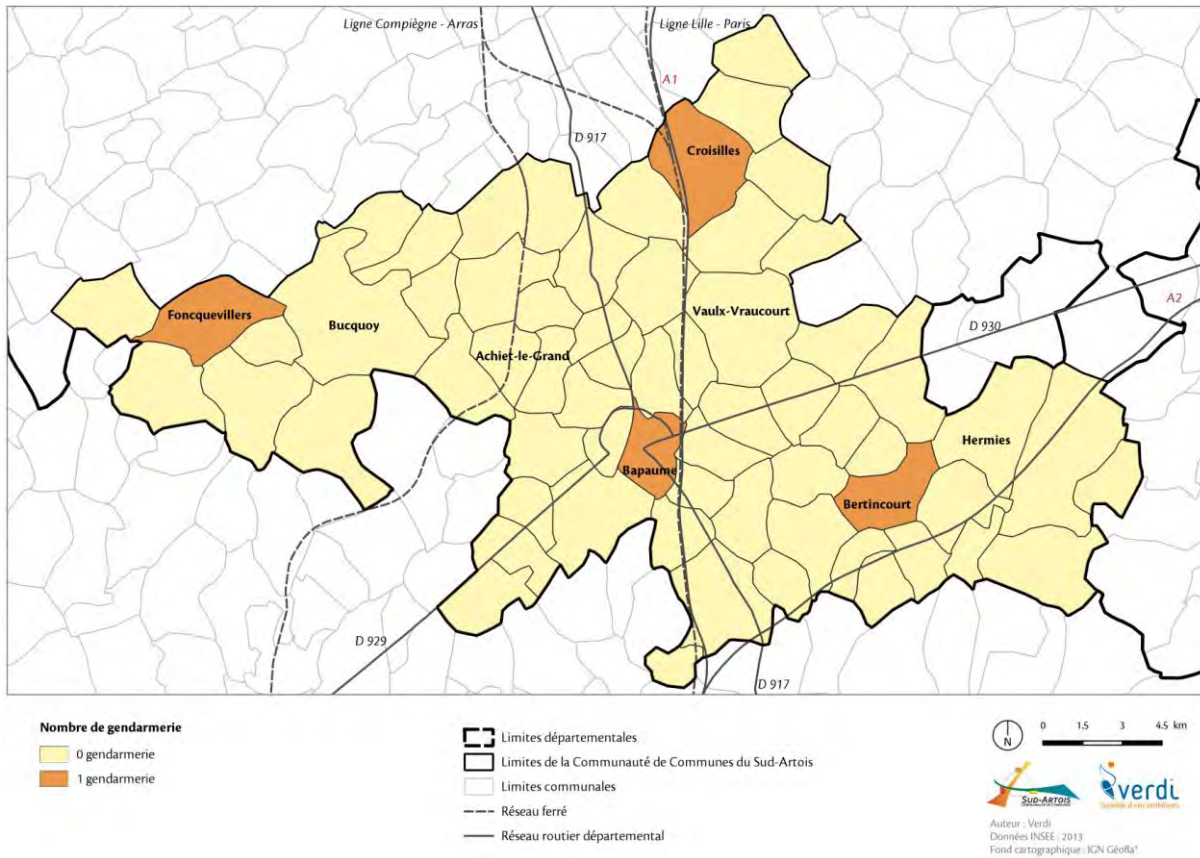 Ligne Compiègne - Arras
Ligne Lille - Paris
A1
D 917
Croisilles
Foncquevillers
Bucquoy
Vaulx-Vraucourt
A2
D 930
Achiet-le-Grand
Hermies
Bapaume
Bertincourt
D 929
D 917
Nombre de gendarmerie
0 gendarmerie
1 gendarmerie
Limites départementales
Limites de la Communauté de Communes du Sud-Artois
Limites communales
Réseau ferré
Réseau routier départemental
N
0 1.5 3 4.5 km
SUD-ARTOIS
verdi
Auteur : Verdi
Données INSEE : 2013
Fond cartographique : IGN Géofla®